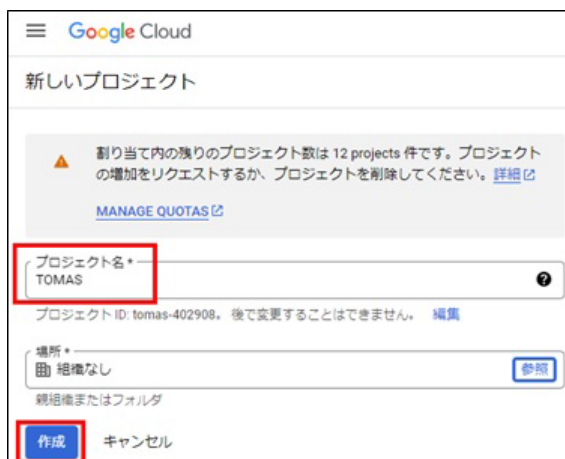 Google Cloud
新しいプロジェクト
割り当て内の残りのプロジェクト数は 12 projects 件です。プロジェクト
の増加をリクエストするか、プロジェクトを削除してください。詳細
MANAGE QUOTAS
プロジェクト名*
TOMAS
プロジェクト ID: tomas-402908。後で変更することはできません。 編集
場所*
組織なし 参照
親組織またはフォルダ
作成 キャンセル